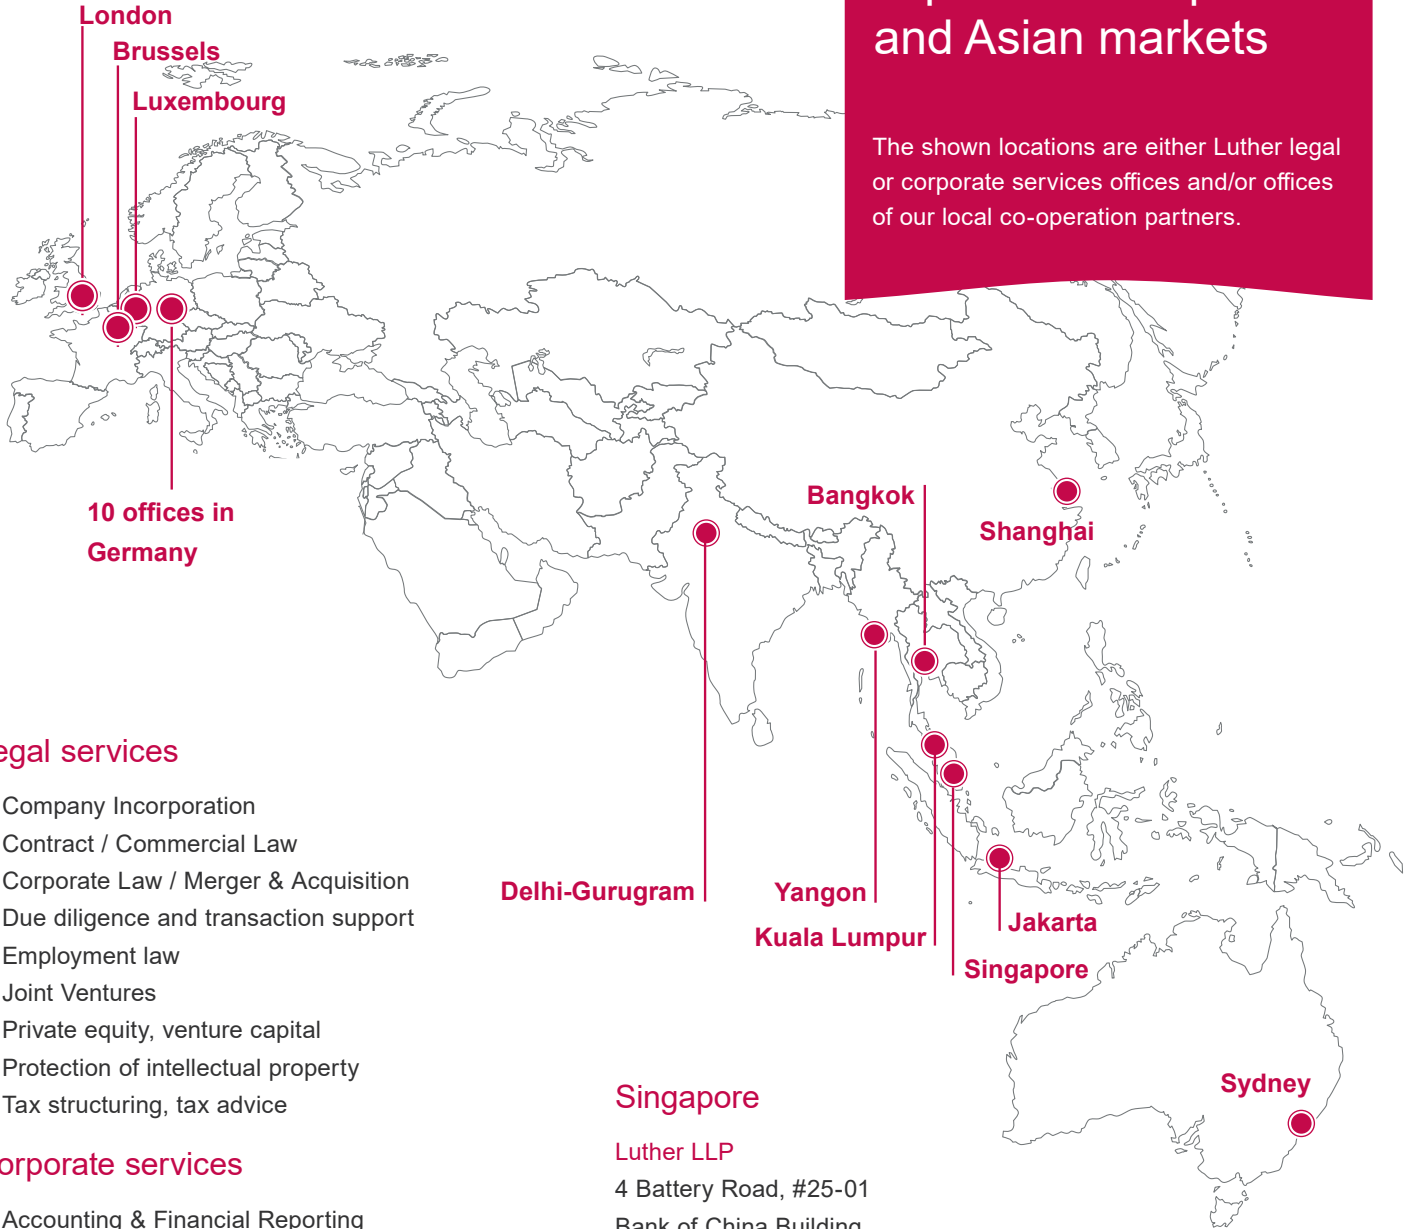 London
Brussels
Luxembourg
and Asian markets
The shown locations are either Luther legal
or corporate services offices and/or offices
of our local co-operation partners.
10 offices in
Germany
Bangkok
Shanghai
Delhi-Gurugram
Yangon
Kuala Lumpur
Jakarta
Singapore
Sydney
egal services
Company Incorporation
Contract / Commercial Law
Corporate Law / Merger & Acquisition
Due diligence and transaction support
Employment law
Joint Ventures
Private equity, venture capital
Protection of intellectual property
Tax structuring, tax advice
orporate services
Accounting & Financial Reporting
Singapore
Luther LLP
4 Battery Road, #25-01
Bank of China Building